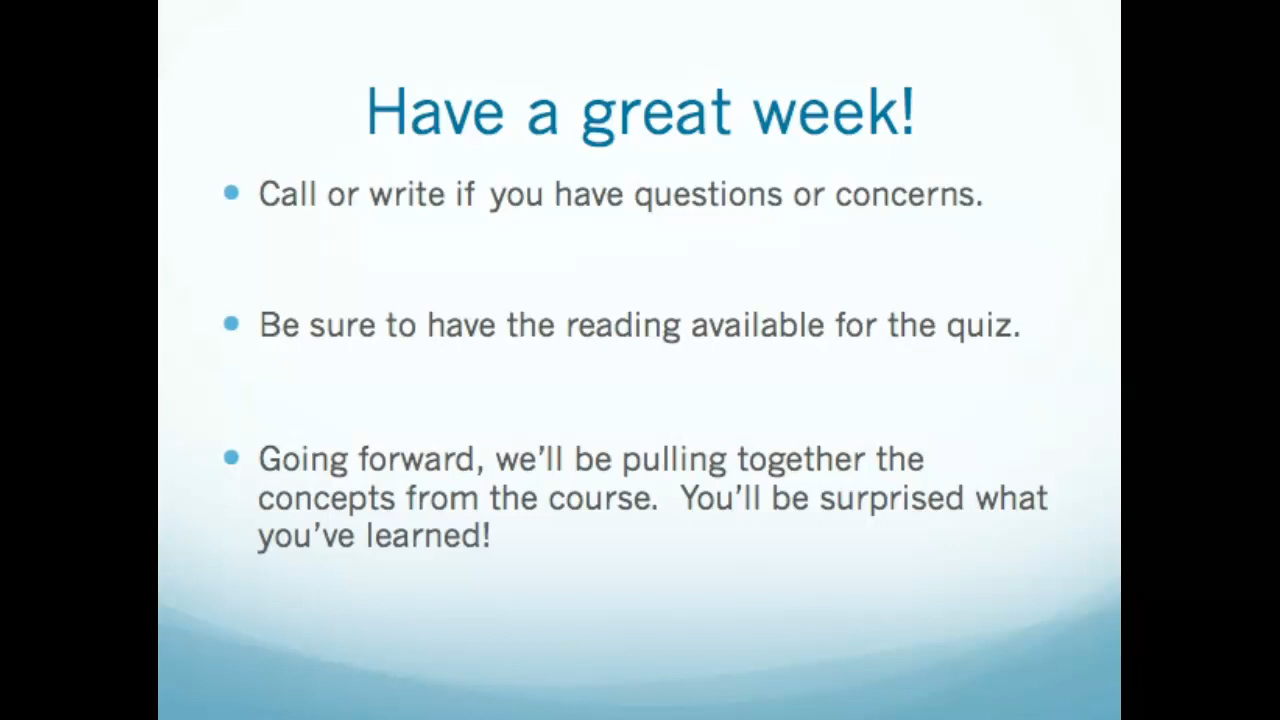 Have a great week!
Call or write if you have questions or concerns.
Be sure to have the reading available for the quiz.
Going forward, we’ll be pulling together the
concepts from the course.  You’ll be surprised what
you’ve learned!